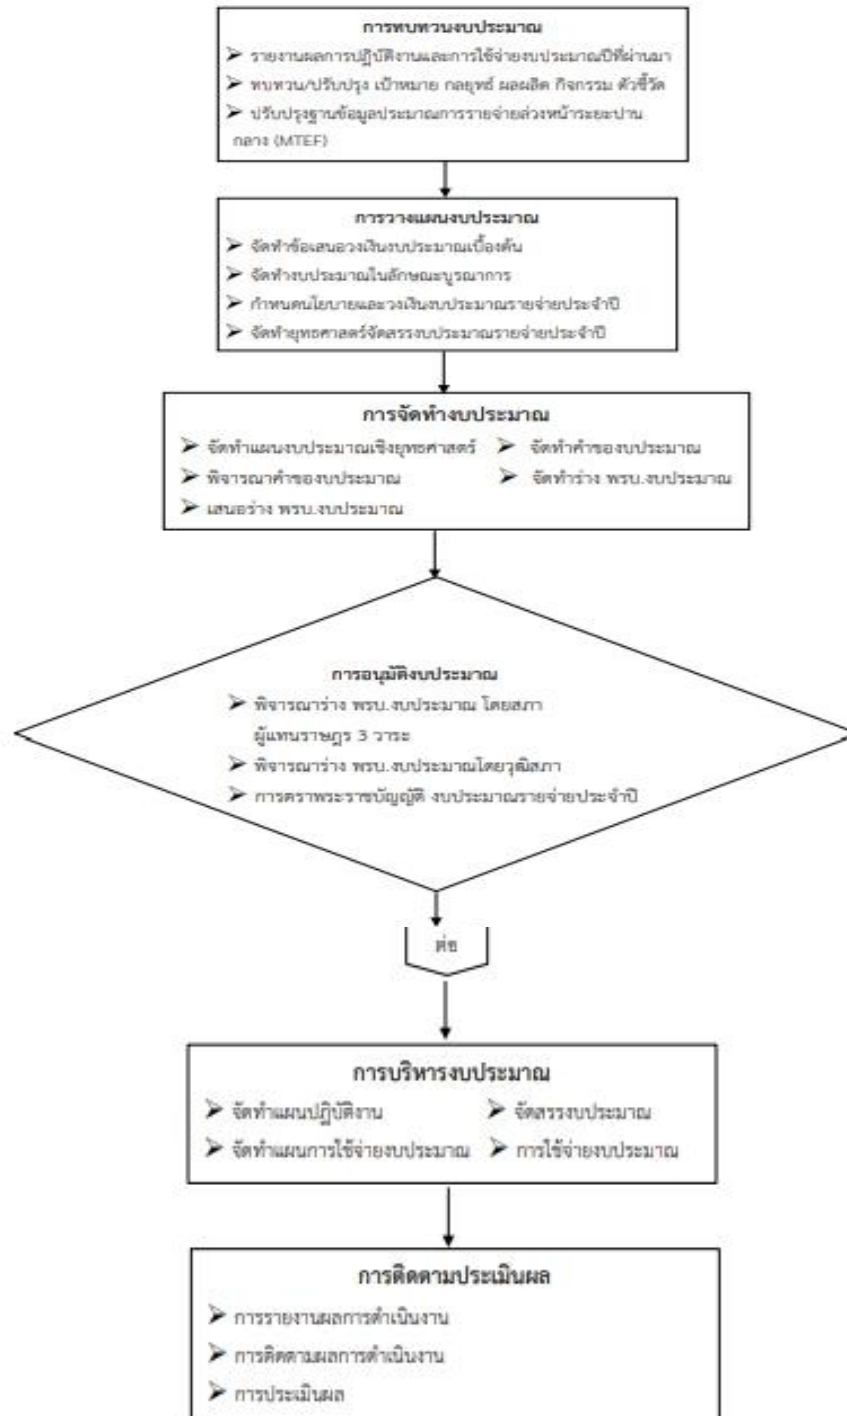 การทบทวนงบประมาณ
➢ รายงานผลการปฏิบัติงานและการใช้จ่ายงบประมาณปีที่ผ่านมา
➢ ทบทวน/ปรับปรุง เป้าหมาย กลยุทธ์ ผลผลิต กิจกรรม ตัวชี้วัด
➢ ปรับปรุงฐานข้อมูลประมาณการรายจ่ายล่วงหน้าระยะปาน
กลาง (MTEF)
การวางแผนงบประมาณ
➢ จัดทำข้อเสนอวงเงินงบประมาณเบื้องต้น
➢ จัดทำงบประมาณในลักษณะบูรณาการ
➢ กำหนดนโยบายและวงเงินงบประมาณรายจ่ายประจำปี
➢ จัดทำยุทธศาสตร์จัดสรรงบประมาณรายจ่ายประจำปี
การจัดทำงบประมาณ
➢ จัดทำแผนงบประมาณเชิงยุทธศาสตร์ ➢ จัดทำคำของบประมาณ
➢ พิจารณาคำของบประมาณ ➢ จัดทำร่าง พรบ.งบประมาณ
➢ เสนอร่าง พรบ.งบประมาณ
การอนุมัติงบประมาณ
➢ พิจารณาร่าง พรบ.งบประมาณ โดยสภา
ผู้แทนราษฎร 3 วาระ
➢ พิจารณาร่าง พรบ.งบประมาณโดยวุฒิสภา
➢ การตราพระราชบัญญัติ งบประมาณรายจ่ายประจำปี
ต่อ
การบริหารงบประมาณ
➢ จัดทำแผนปฏิบัติงาน ➢ จัดสรรงบประมาณ
➢ จัดทำแผนการใช้จ่ายงบประมาณ ➢ การใช้จ่ายงบประมาณ
การติดตามประเมินผล
➢ การรายงานผลการดำเนินงาน
➢ การติดตามผลการดำเนินงาน
➢ การประเมินผล